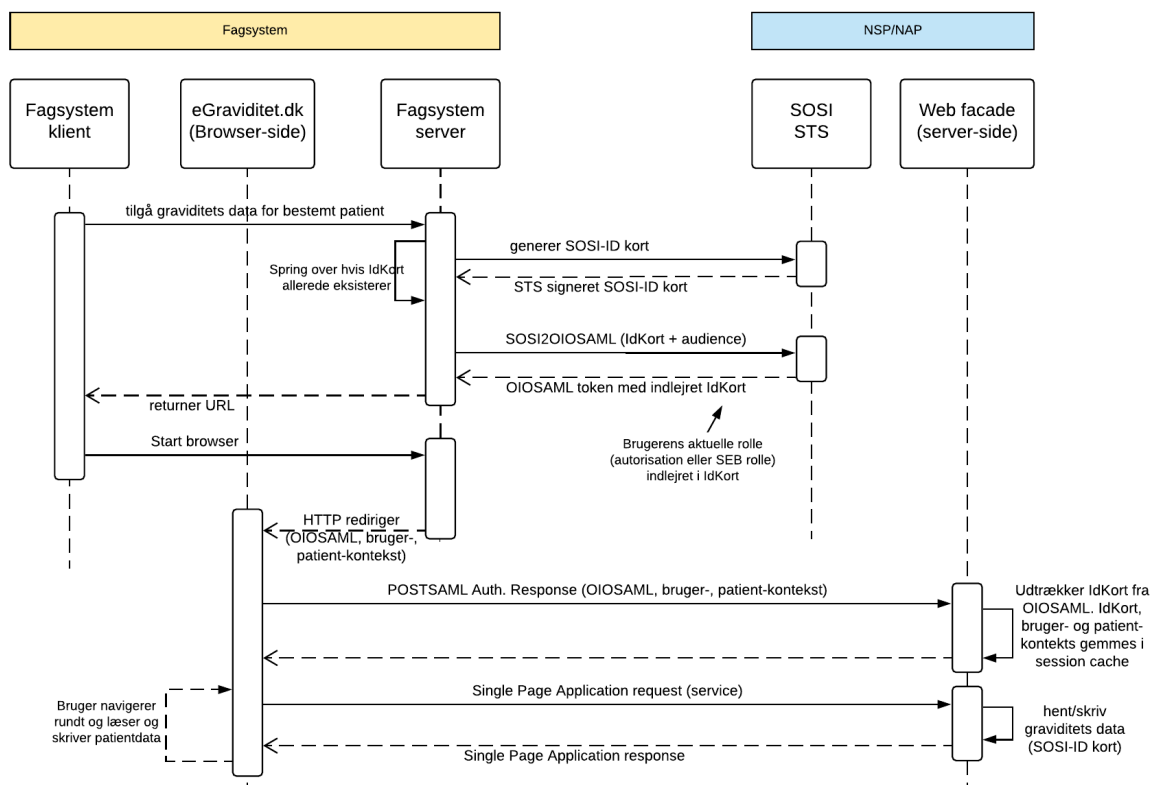 Fagsystem
NSP/NAP
Fagsystem
klient
eGraviditet.dk
(Browser-side)
Fagsystem
server
SOSI
STS
Web facade
(server-side)
tilgå graviditets data for bestemt patient
generer SOSI-ID kort
Spring over hvis IdKort
allerede eksisterer
STS signeret SOSI-ID kort
SOSI2OIOSAML (IdKort + audience)
OIOSAML token med indlejret IdKort
returner URL
Brugerens aktuelle rolle
(autorisation eller SEB rolle)
indlejret i IdKort
Start browser
HTTP rediriger
(OIOSAML, bruger-,
patient-kontekst)
POSTSAML Auth. Response (OIOSAML, bruger-, patient-kontekst)
Udtrækker IdKort fra
OIOSAML. IdKort,
bruger- og patient-
kontekts gemmes i
session cache
Single Page Application request (service)
Bruger navigerer
rundt og læser og
skriver patientdata
hent/skriv
graviditets data
(SOSI-ID kort)
Single Page Application response